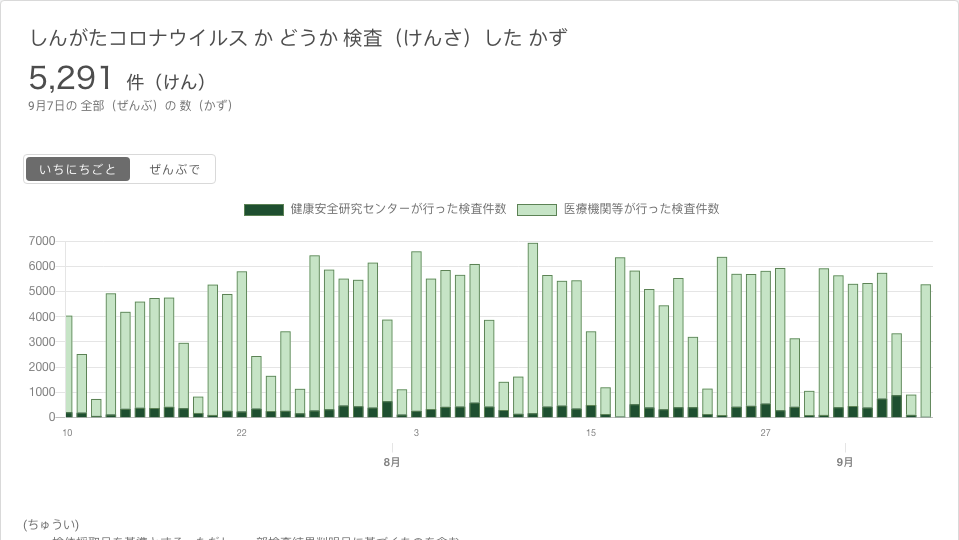 しんがたコロナウイルス か どうか 検査（けんさ）した かず
5,291 件（けん）
9月7日の 全部（ぜんぶ）の 数（かず）
いちにちごと ぜんぶで
健康安全研究センターが行った検査件数 医療機関等が行った検査件数
7000
6000
5000
4000
3000
2000
1000
0
10 22 3 15 27
8月 9月
(ちゅうい)